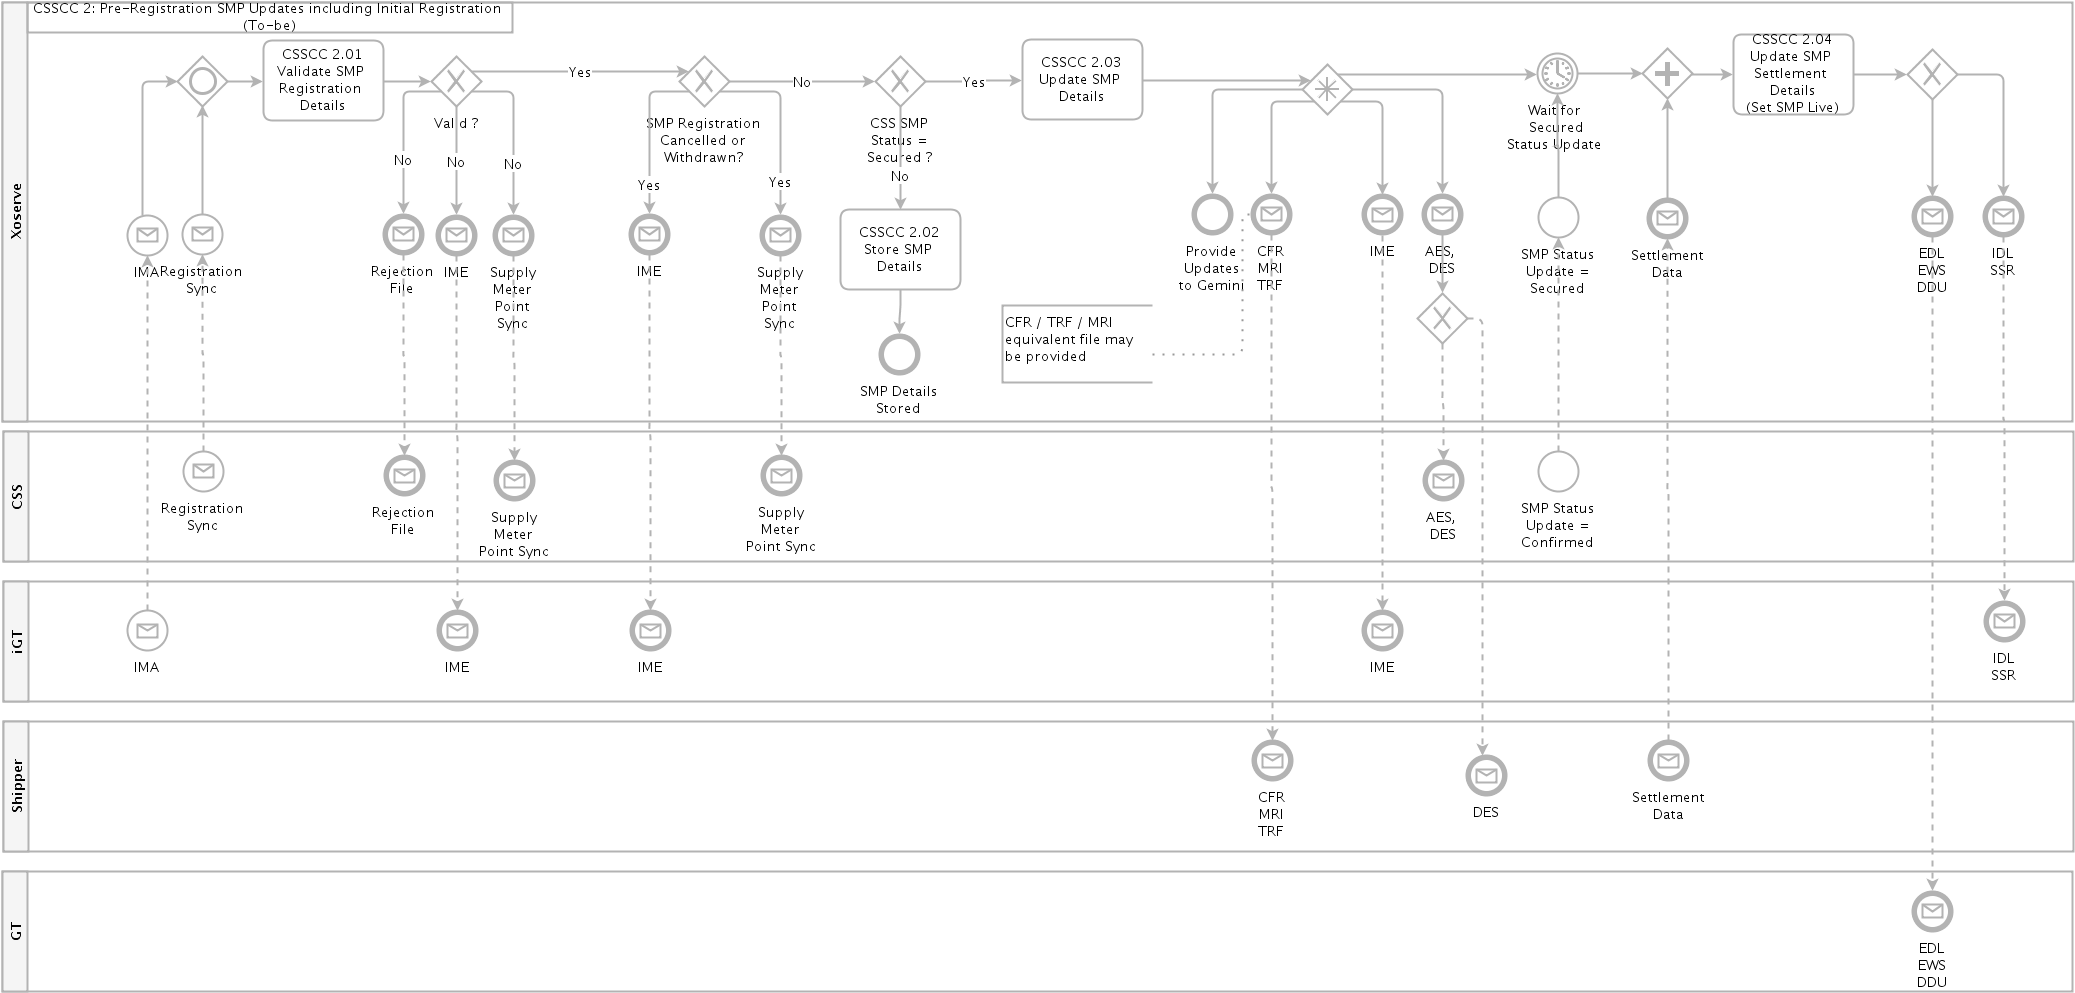 CSSCC 2: Pre-Registration SMP Updates including Initial Registration
(To-be)
Xoserve
CSSCC 2.01
Validate SMP
Registration
Details
Valid ?
Yes
No
No
No
SMP Registration
Cancelled or
Withdrawn?
Yes
Yes
No
CSS SMP
Status =
Secured ?
No
Yes
CSSCC 2.02
Store SMP
Details
SMP Details
Stored
CSSCC 2.03
Update SMP
Details
IMA
Registration
Sync
Rejection
File
IME
Supply
Meter
Point
Sync
IME
Supply
Meter
Point
Sync
Provide
Updates
to Gemini
CFR
MRI
TRF
IME
AES,
DES
CFR / TRF / MRI
equivalent file may
be provided
Wait for
Secured
Status Update
SMP Status
Update =
Secured
Settlement
Data
CSSCC 2.04
Update SMP
Settlement
Details
(Set SMP Live)
EDL
EWS
DDU
IDL
SSR
CSS
Registration
Sync
Rejection
File
Supply
Meter
Point Sync
Supply
Meter
Point Sync
AES,
DES
SMP Status
Update =
Confirmed
iGT
IMA
IME
IME
IME
IDL
SSR
Shipper
CFR
MRI
TRF
DES
Settlement
Data
GT
EDL
EWS
DDU